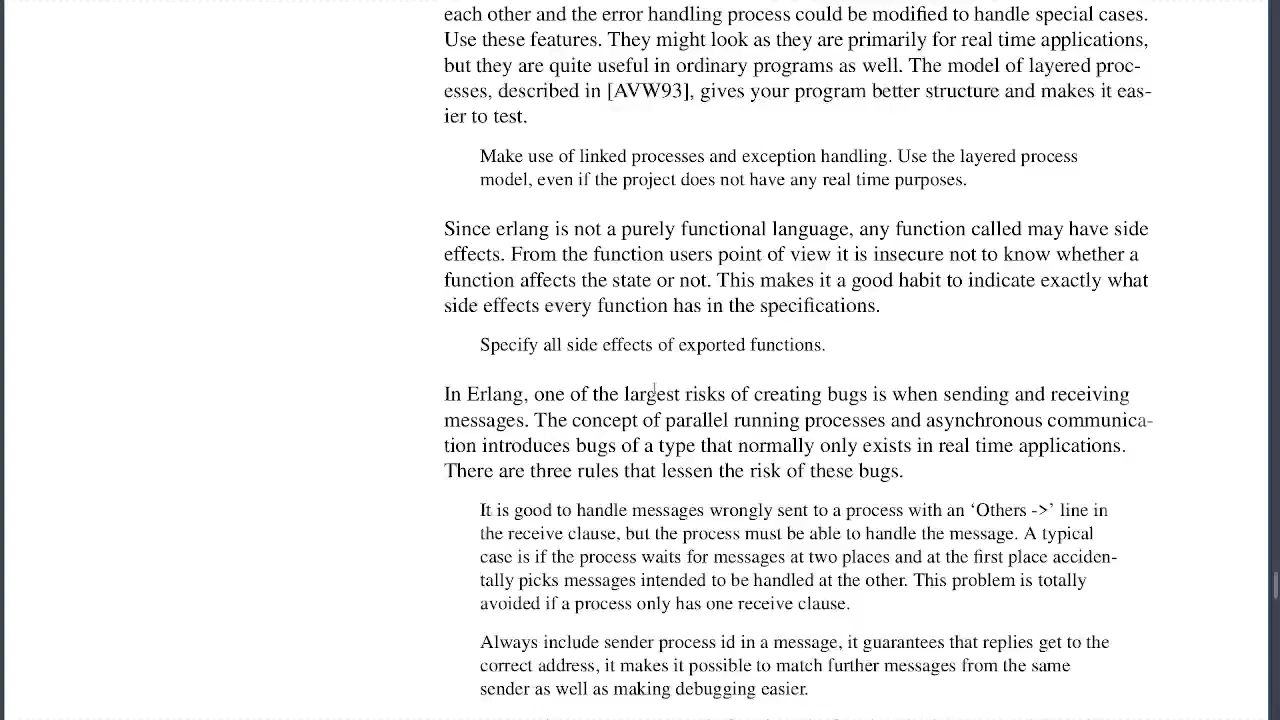 each other and the error handling process could be modified to handle special cases.
Use these features. They might look as they are primarily for real time applications,
but they are quite useful in ordinary programs as well. The model of layered proc-
esses, described in [AVW93], gives your program better structure and makes it eas-
ier to test.
Make use of linked processes and exception handling. Use the layered process
model, even if the project does not have any real time purposes.
Since erlang is not a purely functional language, any function called may have side
effects. From the function users point of view it is insecure not to know whether a
function affects the state or not. This makes it a good habit to indicate exactly what
side effects every function has in the specifications.
Specify all side effects of exported functions.
In Erlang, one of the largest risks of creating bugs is when sending and receiving
messages. The concept of parallel running processes and asynchronous communica-
tion introduces bugs of a type that normally only exists in real time applications.
There are three rules that lessen the risk of these bugs.
It is good to handle messages wrongly sent to a process with an ‘Others ->’ line in
the receive clause, but the process must be able to handle the message. A typical
case is if the process waits for messages at two places and at the first place acciden-
tally picks messages intended to be handled at the other. This problem is totally
avoided if a process only has one receive clause.
Always include sender process id in a message, it guarantees that replies get to the
correct address, it makes it possible to match further messages from the same
sender as well as making debugging easier.